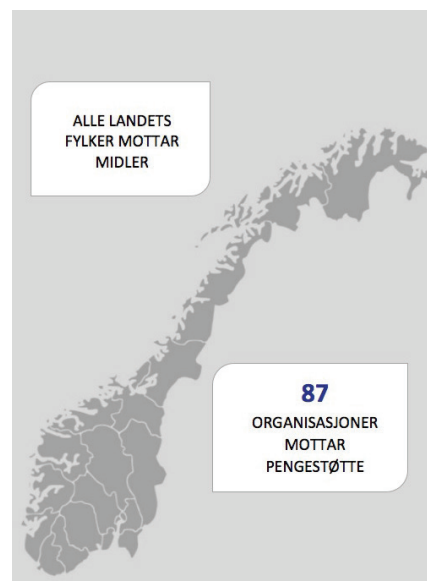 ALLE LANDETS
FYLKER MOTTAR
MIDLER
87
ORGANISASJONER
MOTTAR
PENGESTØTTE